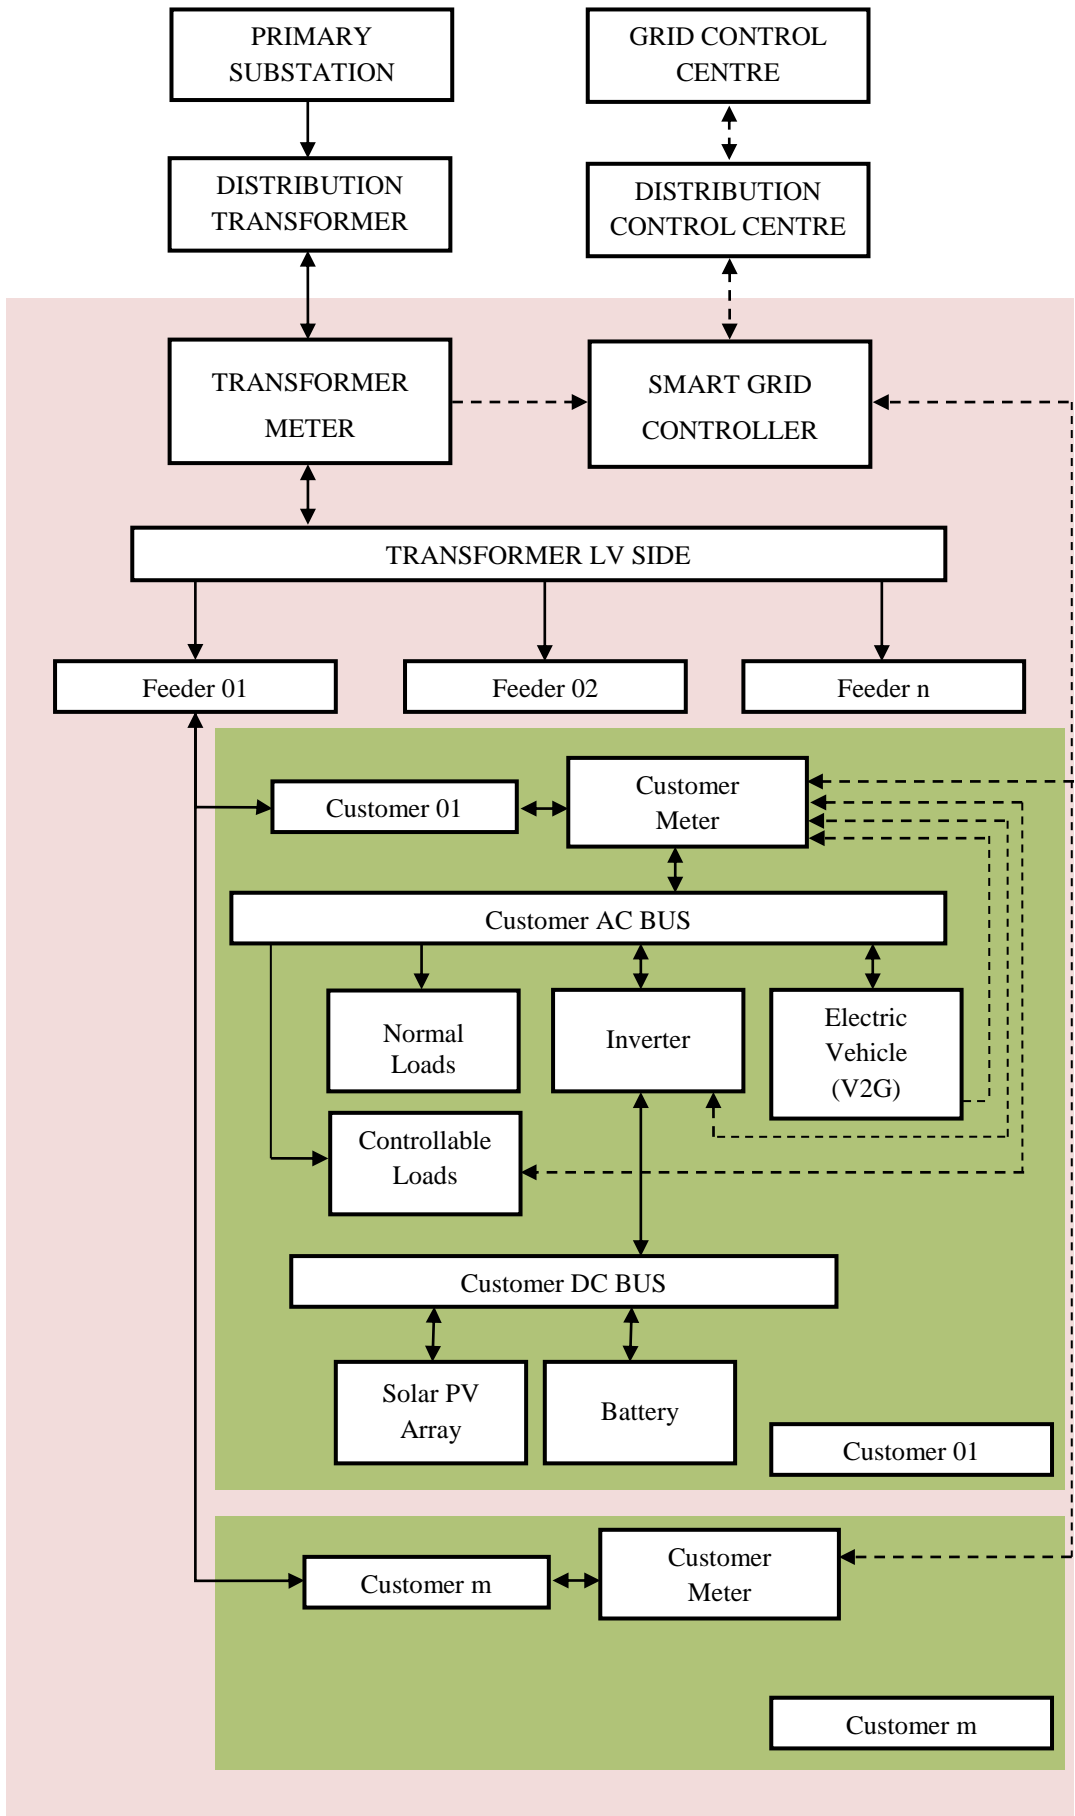 PRIMARY
SUBSTATION
GRID CONTROL
CENTRE
DISTRIBUTION
TRANSFORMER
DISTRIBUTION
CONTROL CENTRE
TRANSFORMER
METER
SMART GRID
CONTROLLER
TRANSFORMER LV SIDE
Feeder 01
Feeder 02
Feeder n
Customer 01
Customer
Meter
Customer AC BUS
Normal
Loads
Inverter
Electric
Vehicle
(V2G)
Controllable
Loads
Customer DC BUS
Solar PV
Array
Battery
Customer 01
Customer m
Customer
Meter
Customer m